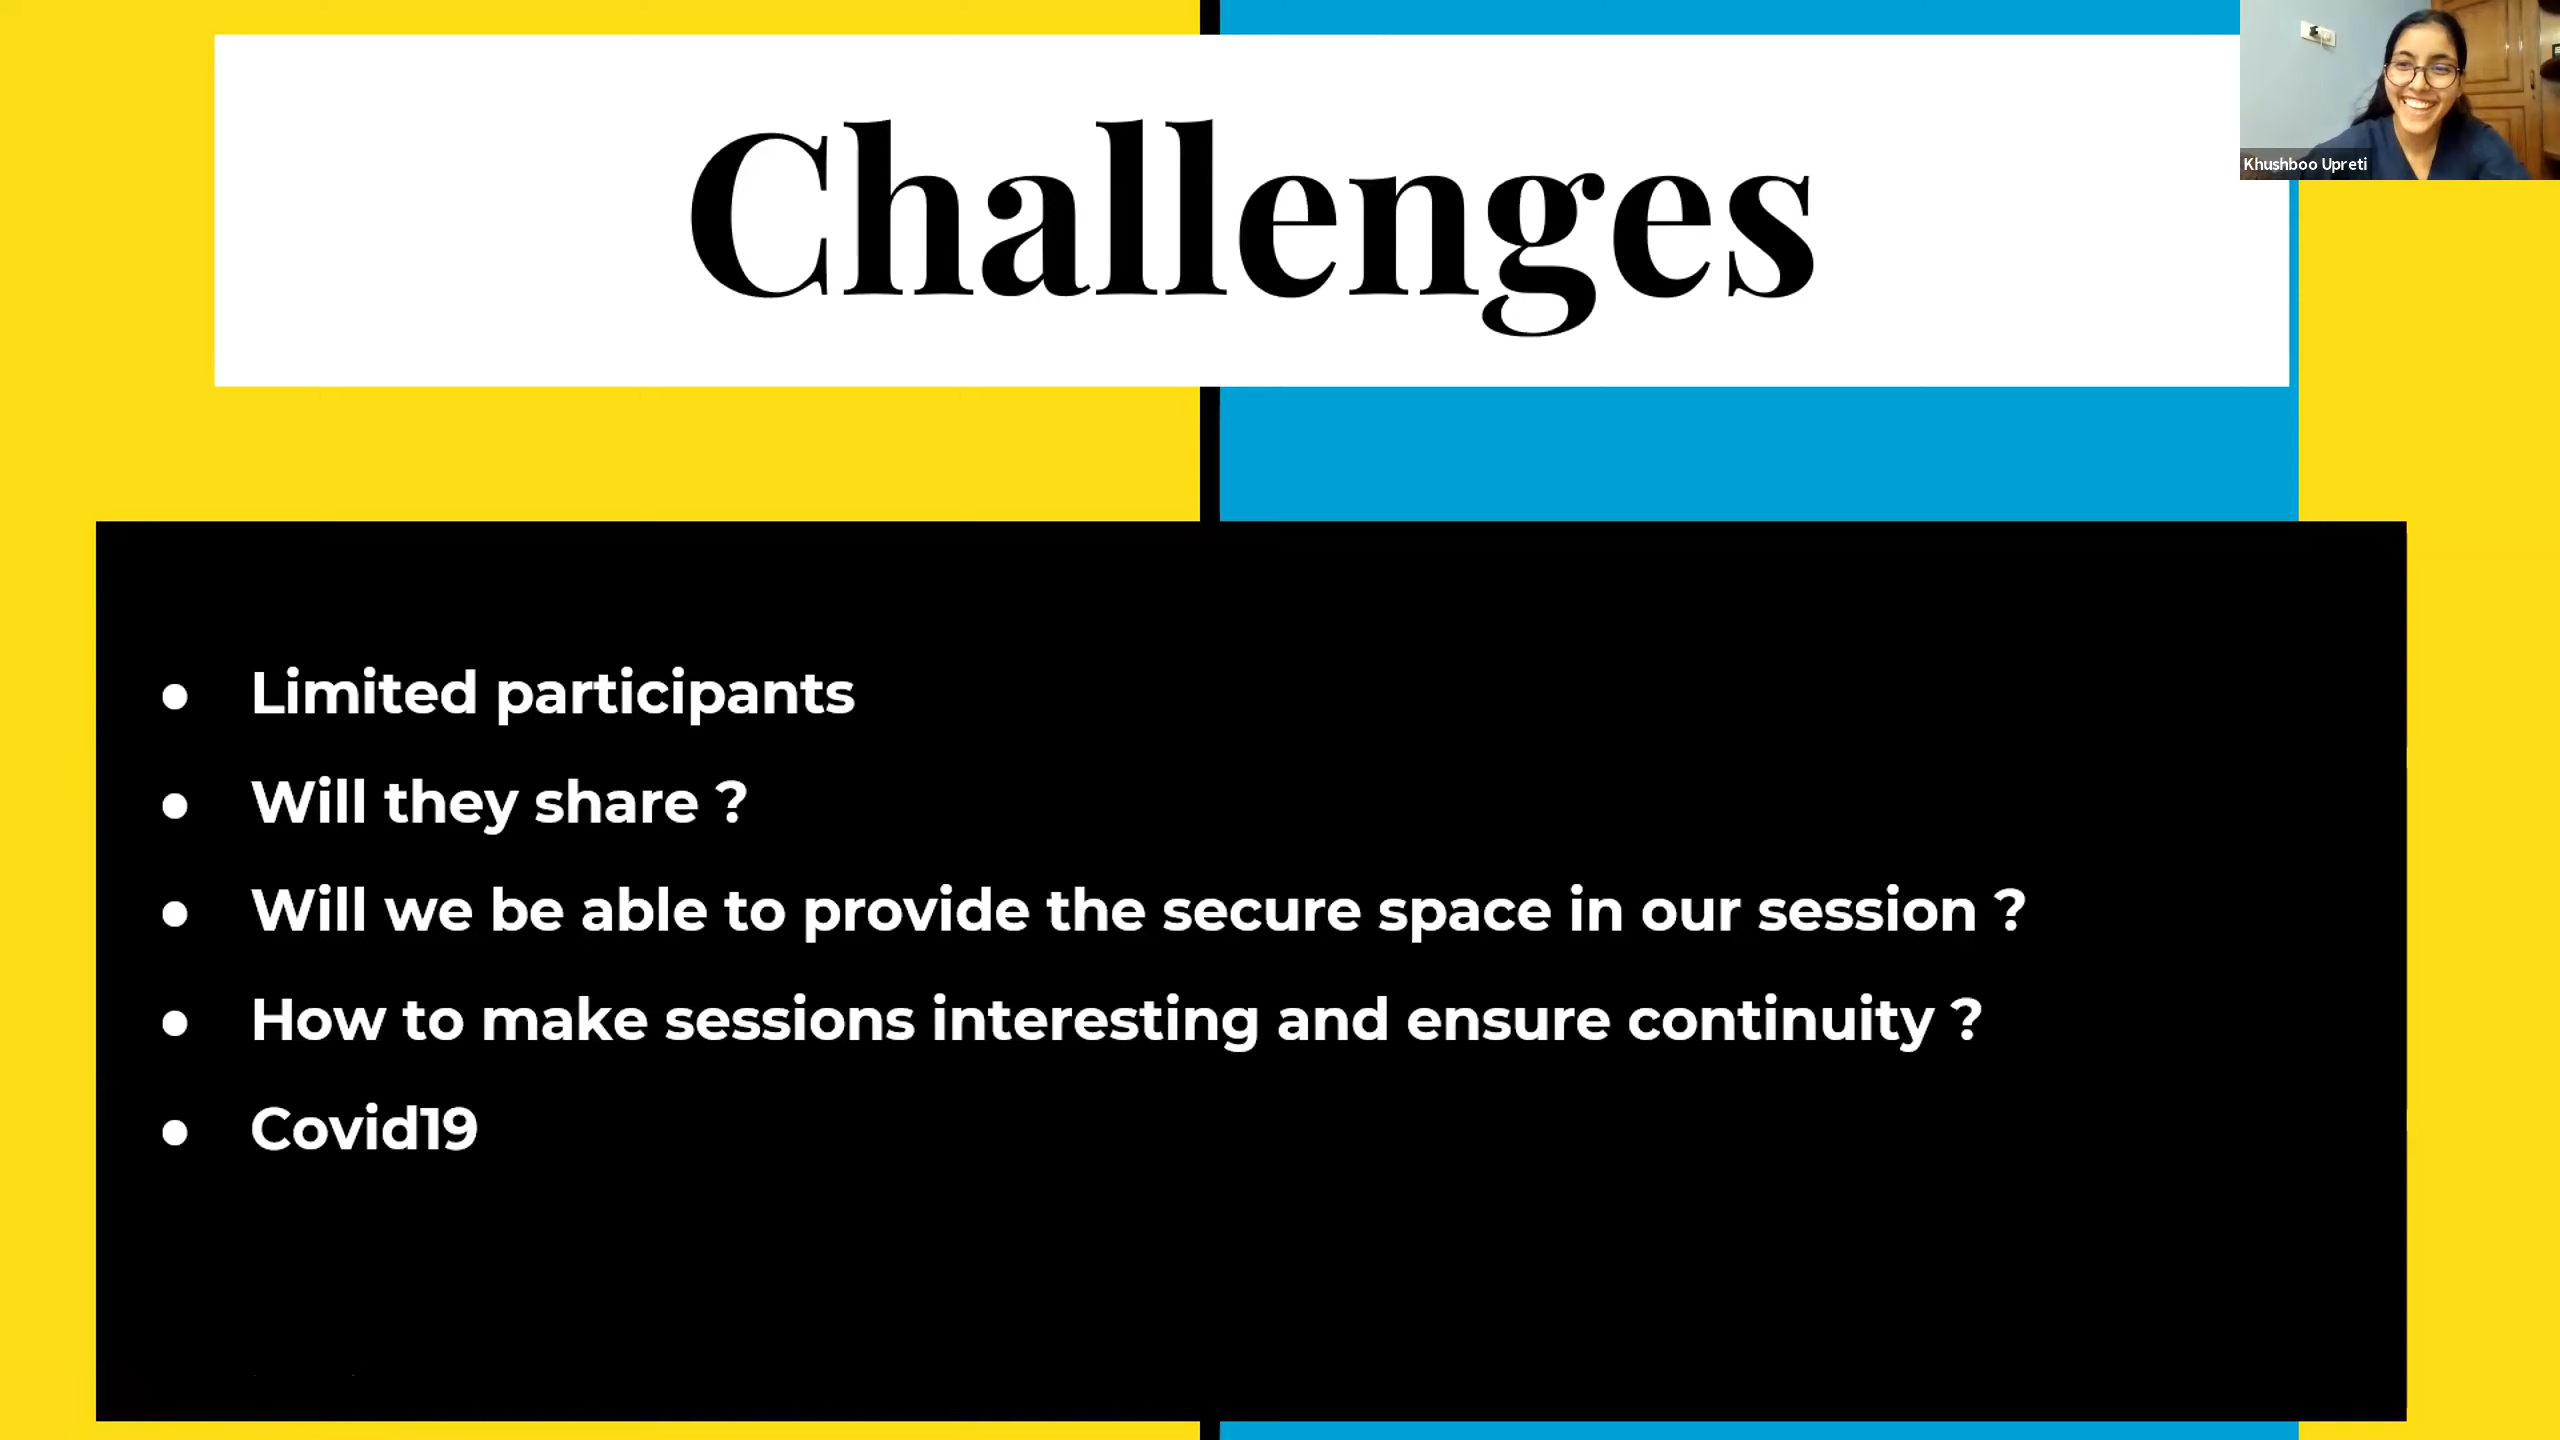 Challenges
Khushboo Upreti
● Limited participants
● Will they share ?
● Will we be able to provide the secure space in our session ?
● How to make sessions interesting and ensure continuity ?
● Covid19